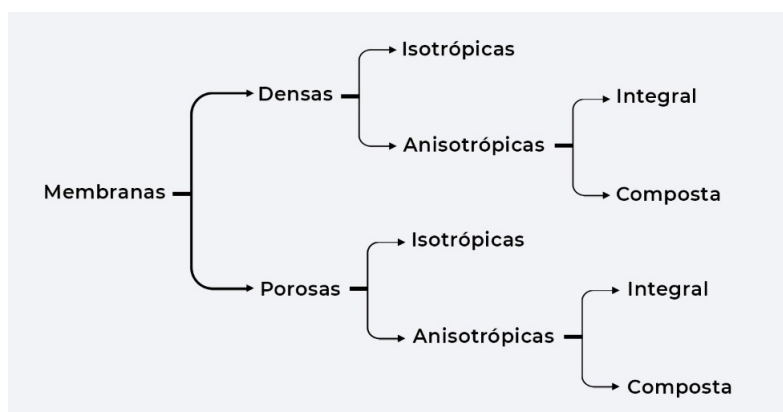 Membranas
Densas
Isotrópicas
Anisotrópicas
Integral
Composta
Porosas
Isotrópicas
Anisotrópicas
Integral
Composta